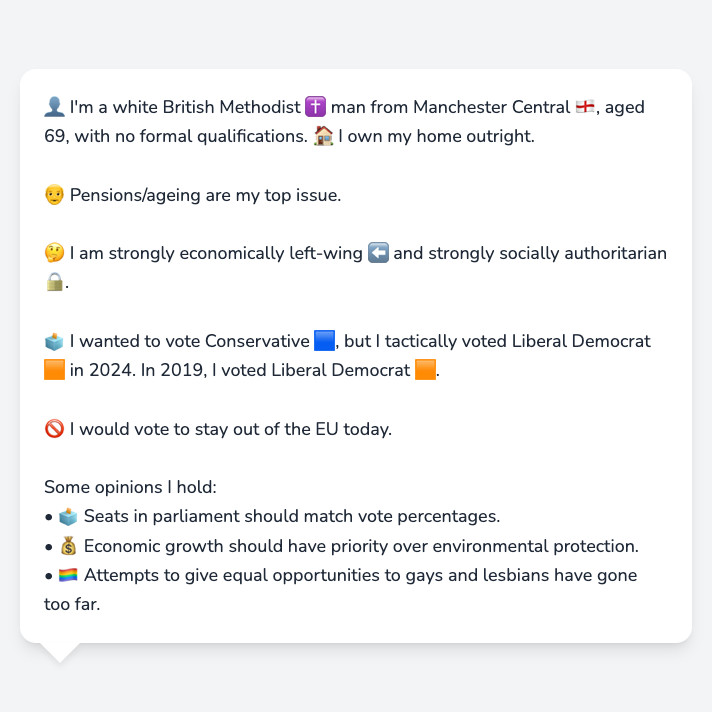 👤 I'm a white British Methodist ✝️ man from Manchester Central 🏴󠁧󠁢󠁥󠁮󠁧󠁿, aged
69, with no formal qualifications. 🏠 I own my home outright.
🧓 Pensions/ageing are my top issue.
🤔 I am strongly economically left-wing ⬅️ and strongly socially authoritarian
🔒.
🗳️ I wanted to vote Conservative 🟦, but I tactically voted Liberal Democrat
🟧 in 2024. In 2019, I voted Liberal Democrat 🟧.
🚫 I would vote to stay out of the EU today.
Some opinions I hold:
• 🗳️ Seats in parliament should match vote percentages.
• 💰 Economic growth should have priority over environmental protection.
• 🏳️‍🌈 Attempts to give equal opportunities to gays and lesbians have gone
too far.